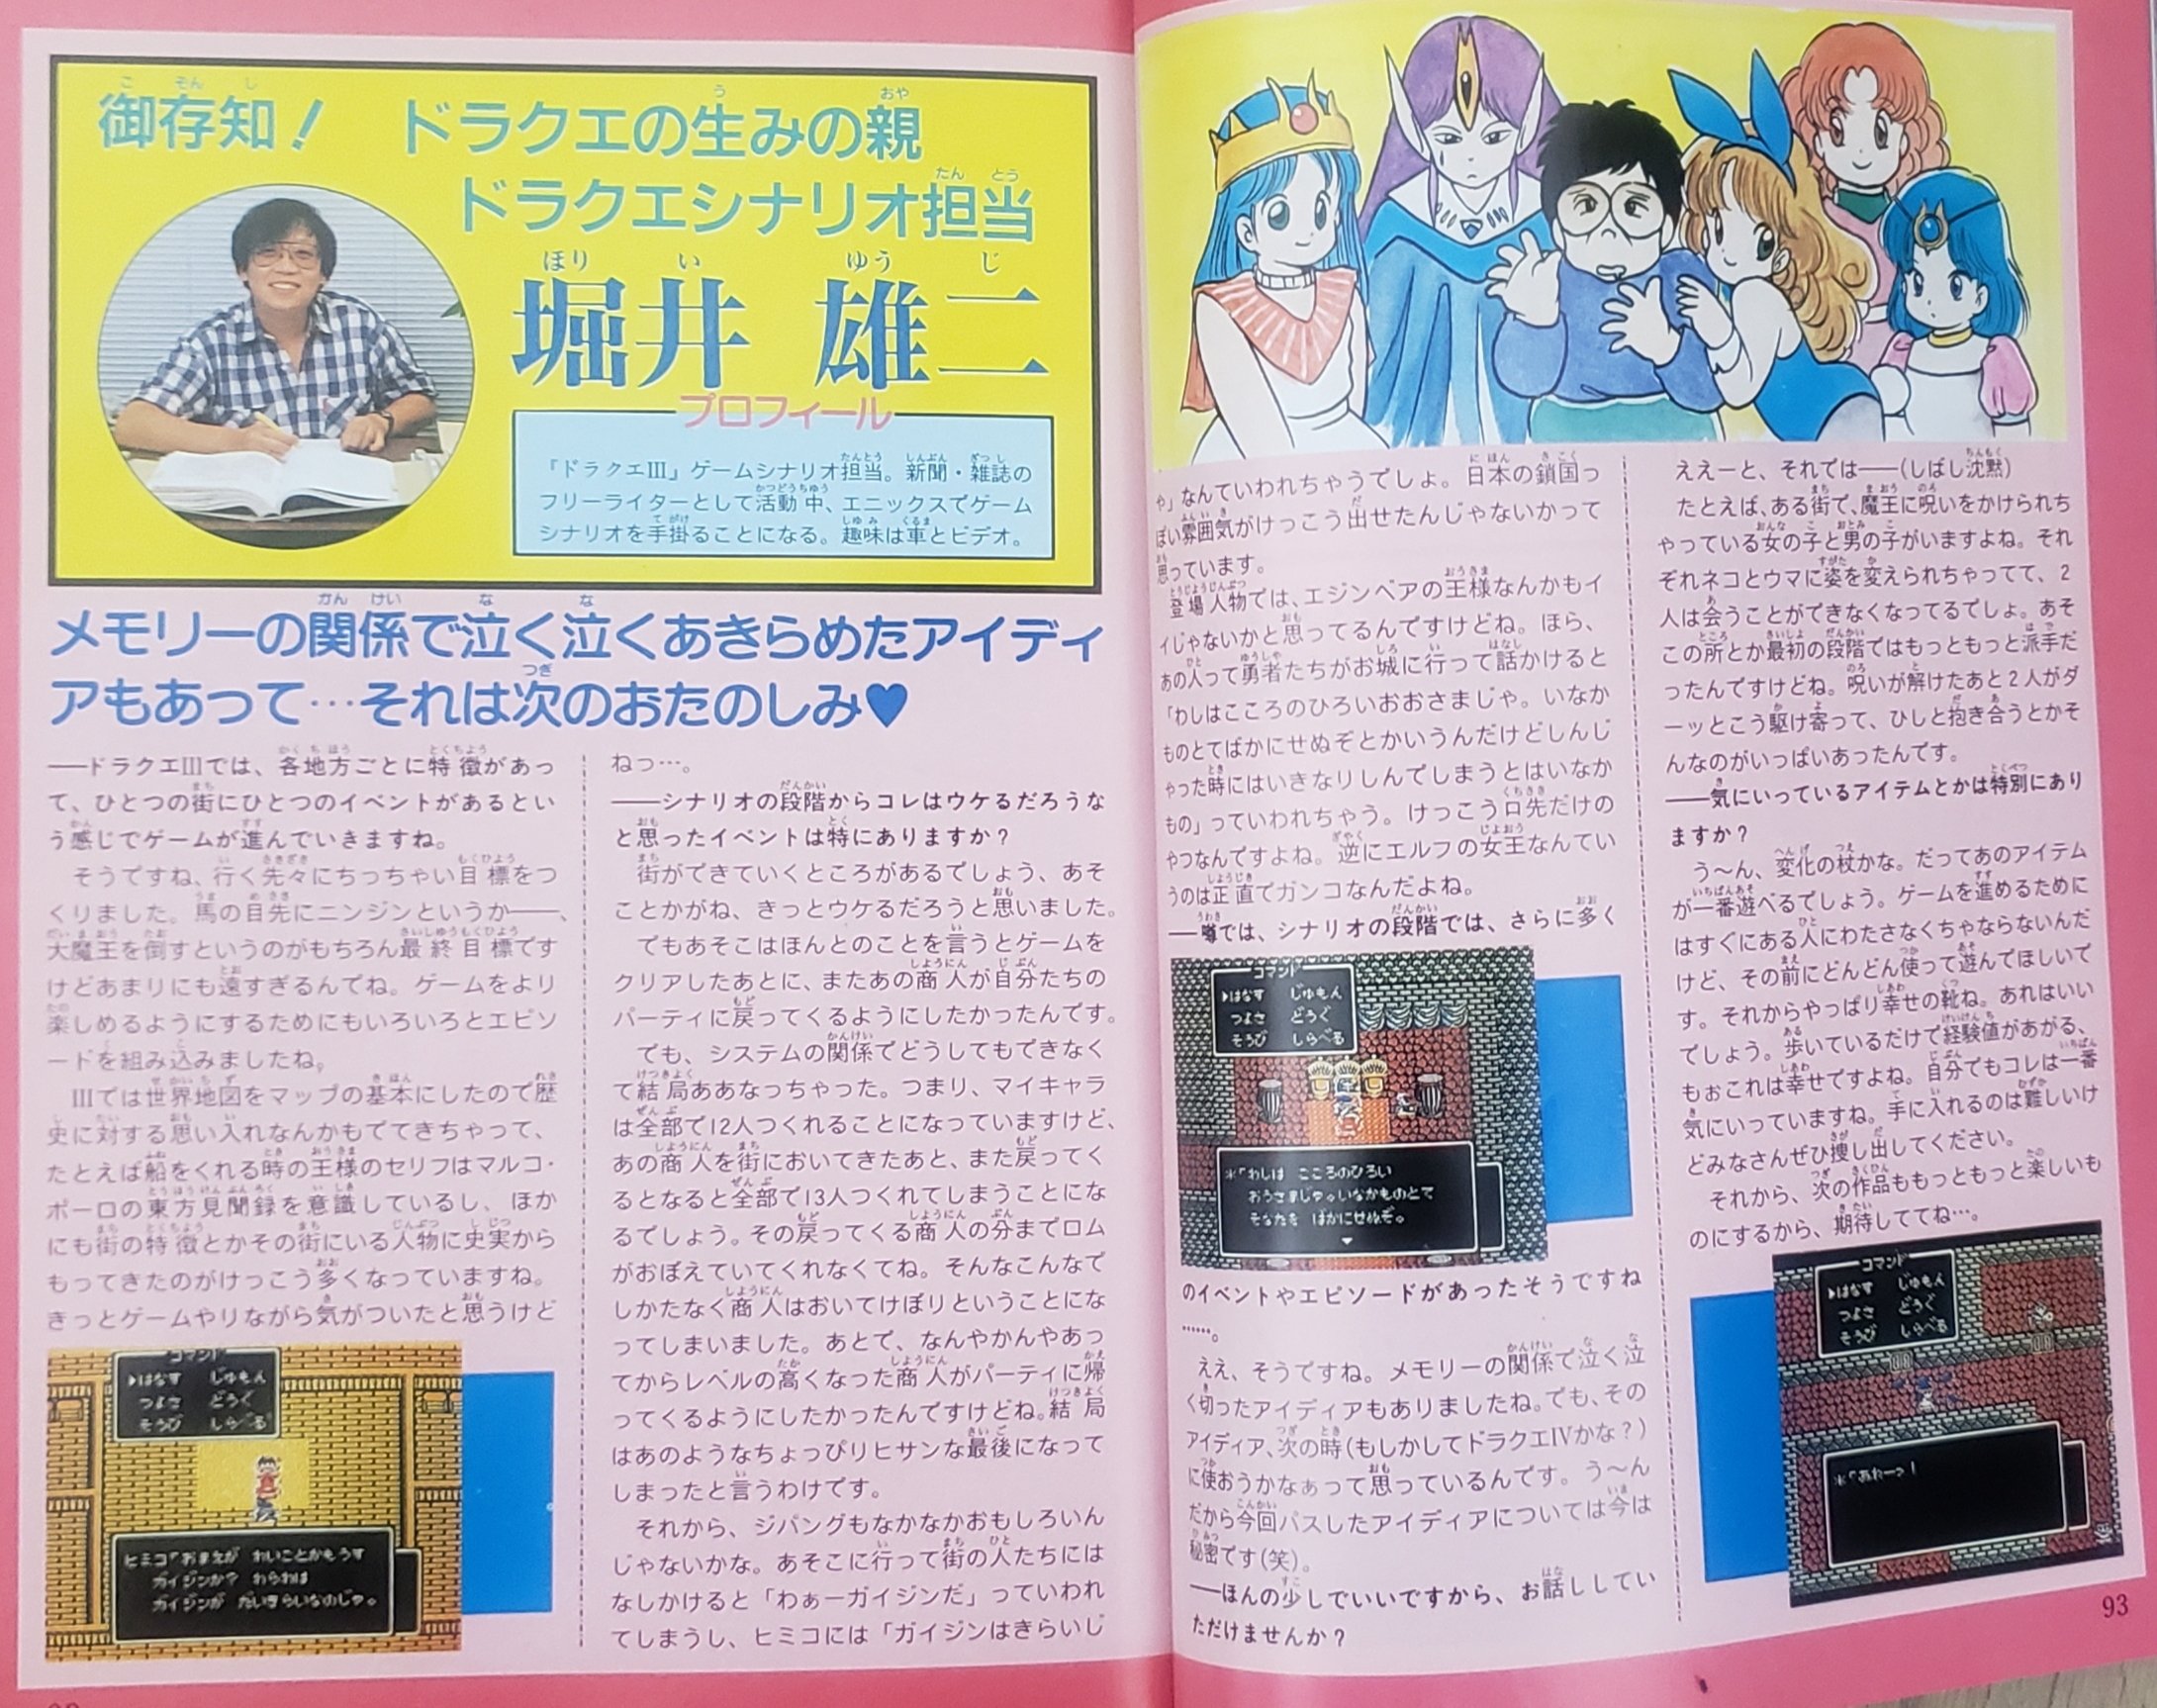 御存知！ ドラクエの生みの親
ドラクエシナリオ担当
堀井 雄二
ほり い ゆう じ
プロフィール
『ドラクエIII』ゲームシナリオ担当。新聞・雑誌の
フリーライターとして活動中、エニックスでゲーム
シナリオを手掛ることになる。趣味は車とビデオ。
メモリーの関係で泣く泣くあきらめたアイディ
アもあって…それは次のおたのしみ♥
――ドラクエIIIでは、各地方ごとに特徴があっ
て、ひとつの街にひとつのイベントがあるとい
う感じでゲームが進んでいきますね。
そうですね、行く先々にちっちゃい目標をつ
くりました。馬の目先にニンジンというか――、
大魔王を倒すというのがもちろん最終目標です
けどあまりにも遠すぎるんでね。ゲームをより
楽しめるようにするためにもいろいろとエピソ
ードを組み込みましたね。
IIIでは世界地図をマップの基本にしたので歴
史に対する思い入れなんかもでてきちゃって、
たとえば船をくれる時の王様のセリフはマルコ・
ポーロの東方見聞録を意識しているし、ほか
にも街の特徴とかその街にいる人物に史実から
もってきたのがけっこう多くなっていますね。
きっとゲームやりながら気がついたと思うけど
コマンド
はなす じゅもん
つよさ どうぐ
そうび しらべる
ヒミコ「おまえが わいことかもうす
ガイジンか？ わらわは
ガイジンが だいきらいなのじゃ。
ねっ…。
――シナリオの段階からコレはウケるだろうな
と思ったイベントは特にありますか？
街ができていくところがあるでしょう、あそ
ことかがね、きっとウケるだろうと思いました。
でもあそこはほんとのことを言うとゲームを
クリアしたあとに、またあの商人が自分たちの
パーティに戻ってくるようにしたかったんです。
でも、システムの関係でどうしてもできなく
て結局ああなっちゃった。つまり、マイキャラ
は全部で12人つくれることになっていますけど、
あの商人を街においてきたあと、また戻ってく
るとなると全部で13人つくれてしまうことにな
るでしょう。その戻ってくる商人の分までロム
がおぼえていてくれなくてね。そんなこんなで
しかたなく商人はおいてけぼりということにな
ってしまいました。あとで、なんやかんやあっ
てからレベルの高くなった商人がパーティに帰
ってくるようにしたかったんですけどね。結局
はあのようなちょっぴりヒサンな最後になって
しまったと言うわけです。
それから、ジパングもなかなかおもしろいん
じゃないかな。あそこに行って街の人たちには
なしかけると「わぁーガイジンだ」っていわれ
てしまうし、ヒミコには「ガイジンはきらいじ
ゃ」なんていわれちゃうでしょ。日本の鎖国っ
ぽい雰囲気がけっこう出せたんじゃないかって
思っています。
登場人物では、エジンベアの王様なんかもイ
イじゃないかと思ってるんですけどね。ほら、
あの人って勇者たちがお城に行って話かけると
「わしはこころのひろいおおさまじゃ。いなか
ものとてばかにせぬぞとかいうんだけどしんじ
やった時にはいきなりしんでしまうとはいなか
もの」っていわれちゃう。けっこう口先だけの
やつなんですよね。逆にエルフの女王なんてい
うのは正直でガンコなんだよね。
――噂では、シナリオの段階では、さらに多く
コマンド
はなす じゅもん
つよさ どうぐ
そうび しらべる
＊「わしは こころのひろい
おうさまじゃ。いなかものとて
そなたを ばかにせぬぞ。
▼
のイベントやエピソードがあったそうですね
……。
ええ、そうですね。メモリーの関係で泣く泣
く切ったアイディアもありましたね。でも、その
アイディア、次の時（もしかしてドラクエIVかな？）
に使おうかなぁって思っているんです。う〜ん
だから今回パスしたアイディアについては今は
秘密です（笑）。
――ほんの少しでいいですから、お話ししてい
ただけませんか？
ええーと、それでは――（しばし沈黙）
たとえば、ある街で、魔王に呪いをかけられち
やっている女の子と男の子がいますよね。それ
ぞれネコとウマに姿を変えられちゃってて、2
人は会うことができなくなってるでしょ。あそ
この所とか最初の段階ではもっともっと派手だ
ったんですけどね。呪いが解けたあと2人がダ
ーッとこう駆け寄って、ひしと抱き合うとかそ
んなのがいっぱいあったんです。
――気にいっているアイテムとかは特別にあり
ますか？
う〜ん、変化の杖かな。だってあのアイテム
が一番遊べるでしょう。ゲームを進めるために
はすぐにある人にわたさなくちゃならないんだ
けど、その前にどんどん使って遊んでほしいで
す。それからやっぱり幸せの靴ね。あれはいい
でしょう。歩いているだけで経験値があがる、
もぉこれは幸せですよね。自分でもコレは一番
気にいっていますね。手に入れるのは難しいけ
どみなさんぜひ捜し出してください。
それから、次の作品ももっともっと楽しいも
のにするから、期待しててね…。
コマンド
はなす じゅもん
つよさ どうぐ
そうび しらべる
＊「あれーっ！
93